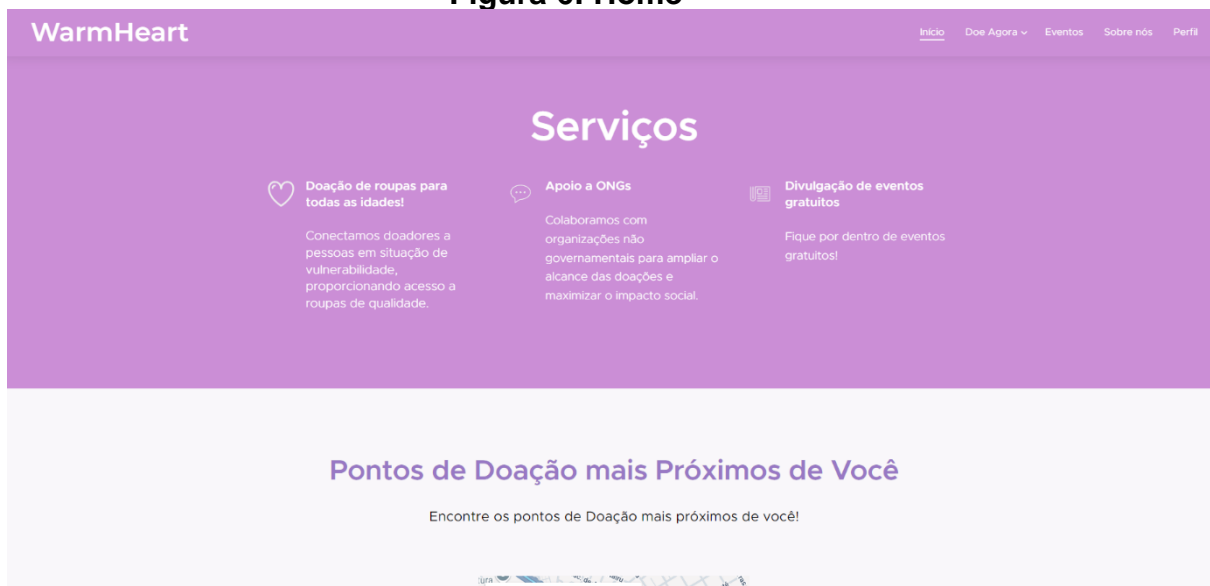 WarmHeart
Início Doe Agora Eventos Sobre nós Perfil
Serviços
Doação de roupas para
todas as idades!
Conectamos doadores a
pessoas em situação de
vulnerabilidade,
proporcionando acesso a
roupas de qualidade.
Apoio a ONGs
Colaboramos com
organizações não
governamentais para ampliar o
alcance das doações e
maximizar o impacto social.
Divulgação de eventos
gratuitos
Fique por dentro de eventos
gratuitos!
Pontos de Doação mais Próximos de Você
Encontre os pontos de Doação mais próximos de você!